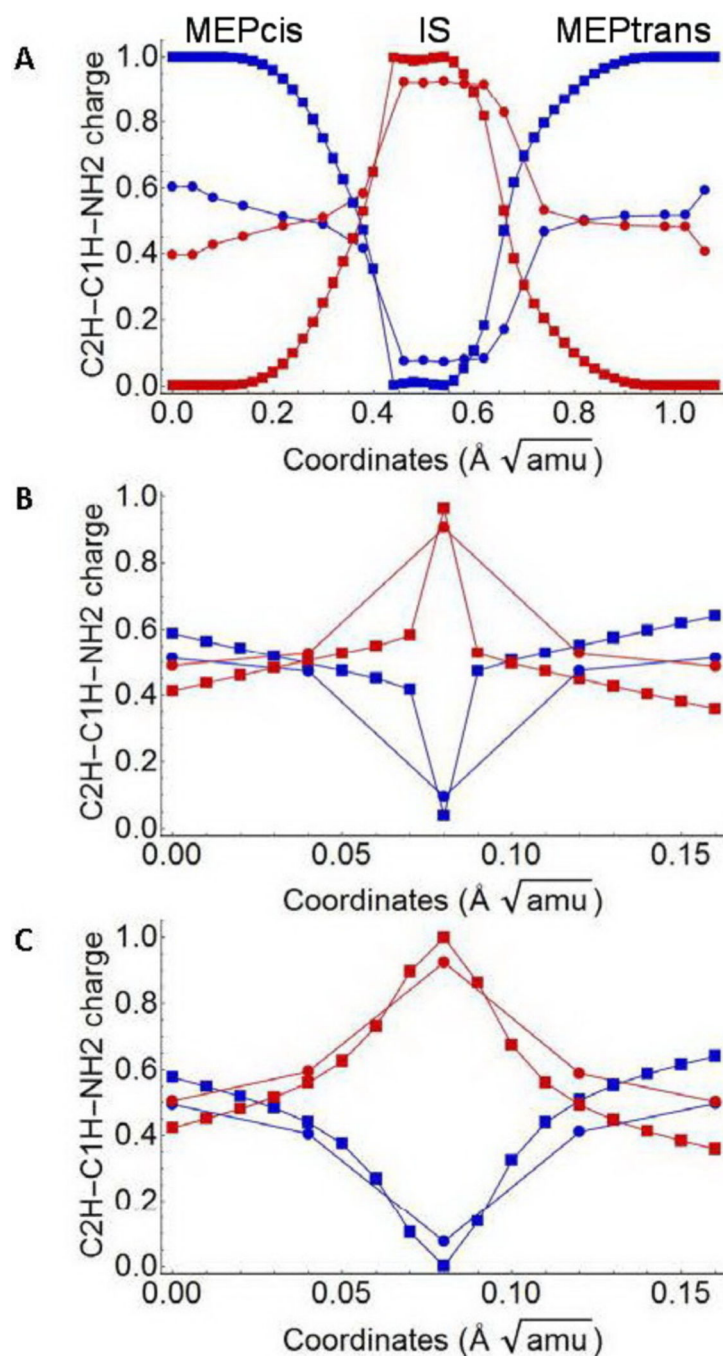 MEPcis IS MEPtrans
A
C2H–C1H–NH2 charge
1.0
0.8
0.6
0.4
0.2
0.0
0.0 0.2 0.4 0.6 0.8 1.0
Coordinates (Å √amu)
B
C2H–C1H–NH2 charge
1.0
0.8
0.6
0.4
0.2
0.0
0.00 0.05 0.10 0.15
Coordinates (Å √amu)
C
C2H–C1H–NH2 charge
1.0
0.8
0.6
0.4
0.2
0.0
0.00 0.05 0.10 0.15
Coordinates (Å √amu)